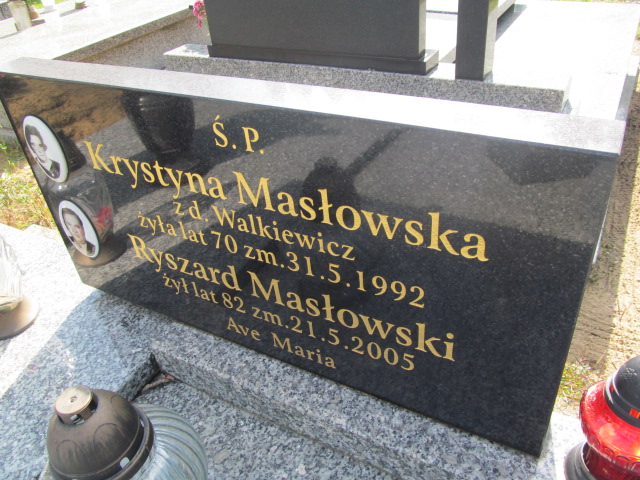 Ś.P.
Krystyna Masłowska
z d. Walkiewicz
żyła lat 70 zm.31.5.1992
Ryszard Masłowski
żył lat 82 zm.21.5.2005
Ave Maria